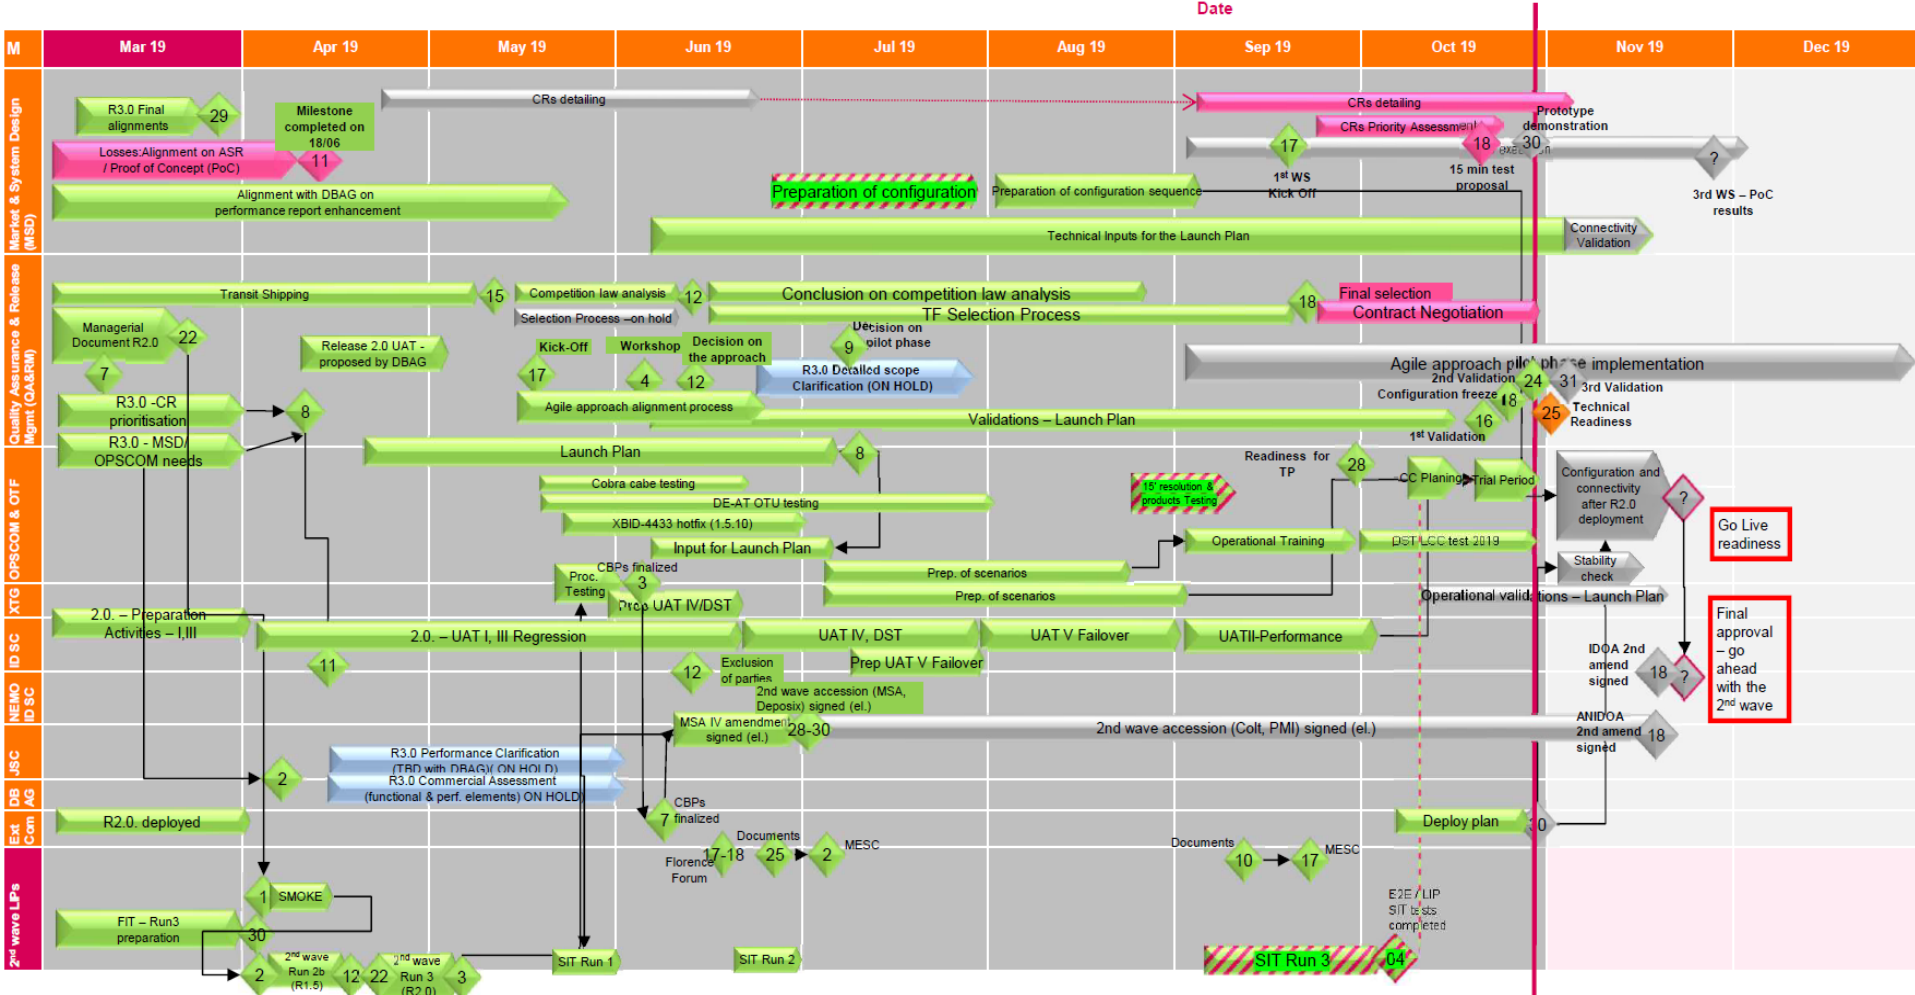 Date
M
Mar 19
Apr 19
May 19
Jun 19
Jul 19
Aug 19
Sep 19
Oct 19
Nov 19
Dec 19
Market & System Design
(MSD)
R3.0 Final
alignments
29
Milestone
completed on
18/06
Losses:Alignment on ASR
/ Proof of Concept (PoC)
11
Alignment with DBAG on
performance report enhancement
CRs detailing
CRs detailing
CRs Priority Assessment
Prototype
demonstration
17
18
30
?
1st WS
Kick Off
15 min test
proposal
3rd WS – PoC
results
Preparation of configuration
Preparation of configuration sequence
Technical Inputs for the Launch Plan
Connectivity
Validation
Quality Assurance & Release
Mgmt (QA&RM)
Transit Shipping
15
Competition law analysis
12
Conclusion on competition law analysis
18
Final selection
Selection Process –on hold
TF Selection Process
Contract Negotiation
Managerial
Document R2.0
22
7
Release 2.0 UAT -
proposed by DBAG
Kick-Off
17
Workshop
4
Decision on
the approach
12
Decision on
pilot phase
9
R3.0 Detailed scope
Clarification (ON HOLD)
Agile approach pilot phase implementation
2nd Validation
24
31
3rd Validation
Configuration freeze
18
R3.0 -CR
prioritisation
8
Agile approach alignment process
Validations – Launch Plan
16
1st Validation
25
Technical
Readiness
R3.0 - MSD/
OPSCOM needs
OPSCOM & OTF
Launch Plan
8
Readiness for
TP
28
CC Planing
Trial Period
Configuration and
connectivity
after R2.0
deployment
?
Go Live
readiness
Cobra cabe testing
DE-AT OTU testing
15' resolution &
products Testing
XBID-4433 hotfix (1.5.10)
Input for Launch Plan
Operational Training
DST LCC test 2019
Stability
check
Proc.
Testing
CBPs finalized
3
Prep. of scenarios
XTG
Prep UAT IV/DST
Prep. of scenarios
Operational validations – Launch Plan
2.0. – Preparation
Activities – I,III
ID SC
2.0. – UAT I, III Regression
UAT IV, DST
UAT V Failover
UATII-Performance
Final
approval
– go
ahead
with the
2nd wave
11
12
Exclusion
of parties
Prep UAT V Failover
IDOA 2nd
amend
signed
18
?
NEMO
ID SC
2nd wave accession (MSA,
Deposix) signed (el.)
JSC
MSA IV amendment
signed (el.)
28-30
2nd wave accession (Colt, PMI) signed (el.)
ANIDOA
2nd amend
signed
18
2
R3.0 Performance Clarification
(TBD with DBAG)( ON HOLD)
R3.0 Commercial Assessment
(functional & perf. elements) ON HOLD)
DB
AG
Ext
Com
R2.0. deployed
7
CBPs
finalized
Deploy plan
30
Florence
Forum
17-18
Documents
25
2
MESC
Documents
10
17
MESC
2nd wave LIPs
1
SMOKE
FIT – Run3
preparation
30
2
2nd wave
Run 2b
(R1.5)
12
22
2nd wave
Run 3
(R2.0)
3
SIT Run 1
SIT Run 2
SIT Run 3
04
E2E / LIP
SIT tests
completed